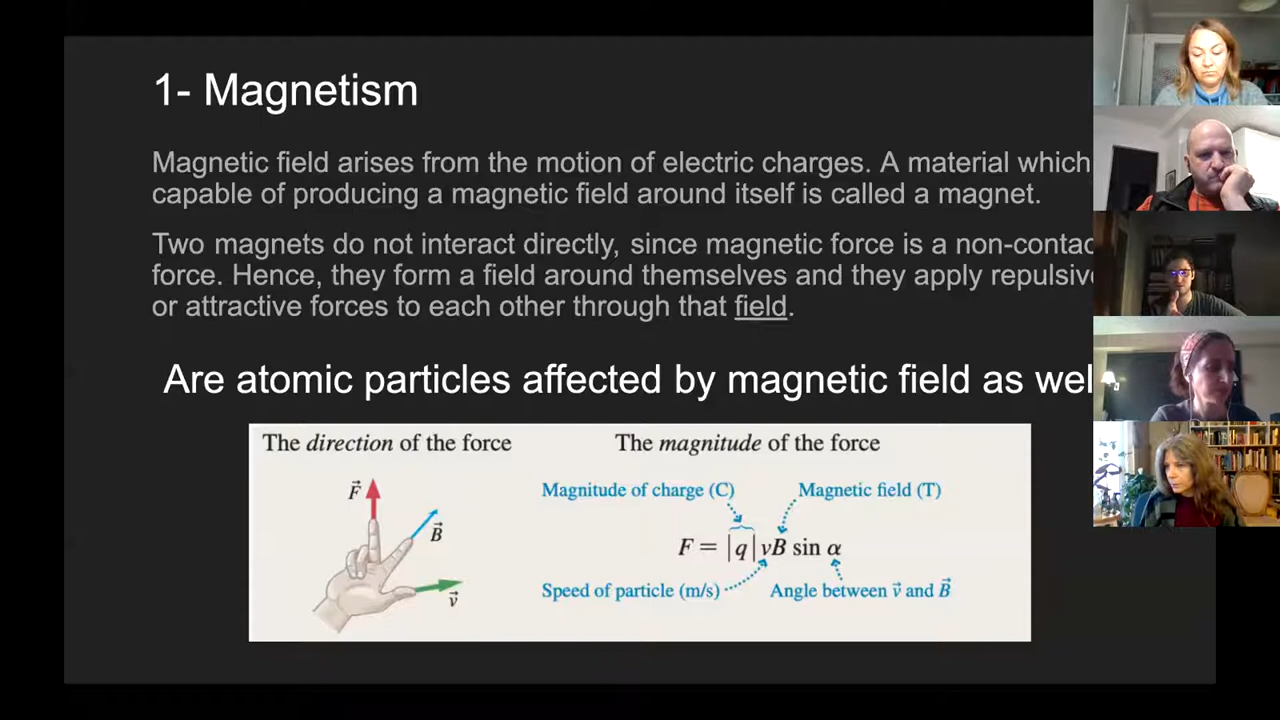 1- Magnetism
Magnetic field arises from the motion of electric charges. A material which
capable of producing a magnetic field around itself is called a magnet.
Two magnets do not interact directly, since magnetic force is a non-contac
force. Hence, they form a field around themselves and they apply repulsive
or attractive forces to each other through that field.
Are atomic particles affected by magnetic field as wel
The direction of the force
The magnitude of the force
F
B
v
Magnitude of charge (C)
Magnetic field (T)
F = |q| vB sin α
Speed of particle (m/s)
Angle between v⃗ and B⃗